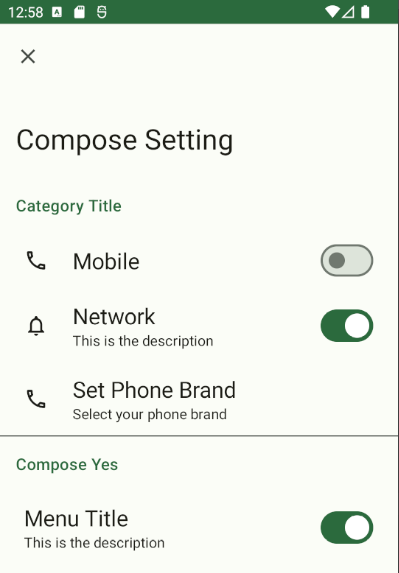 12:58
Compose Setting
Category Title
Mobile
Network
This is the description
Set Phone Brand
Select your phone brand
Compose Yes
Menu Title
This is the description